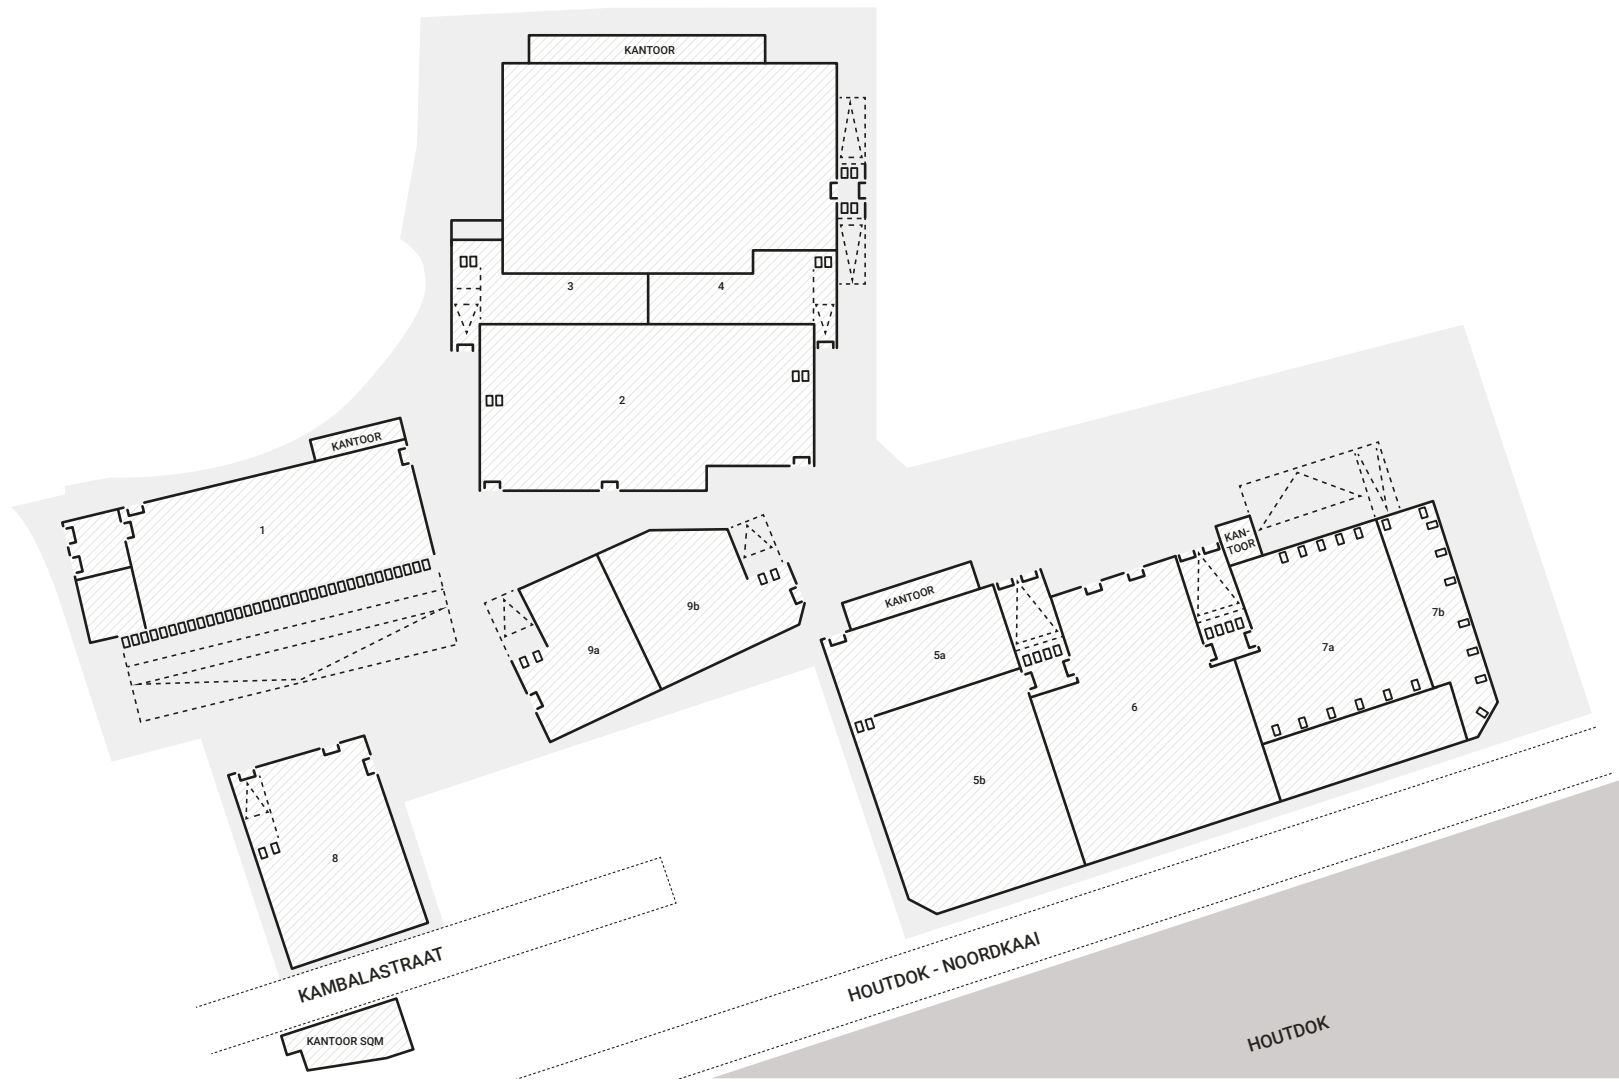 KANTOOR
3
4
2
KANTOOR
1
9b
9a
KANTOOR
5a
KAN-
TOOR
7b
7a
6
5b
8
KAMBALASTRAAT
HOUTDOK - NOORDKAAI
KANTOOR SQM
HOUTDOK